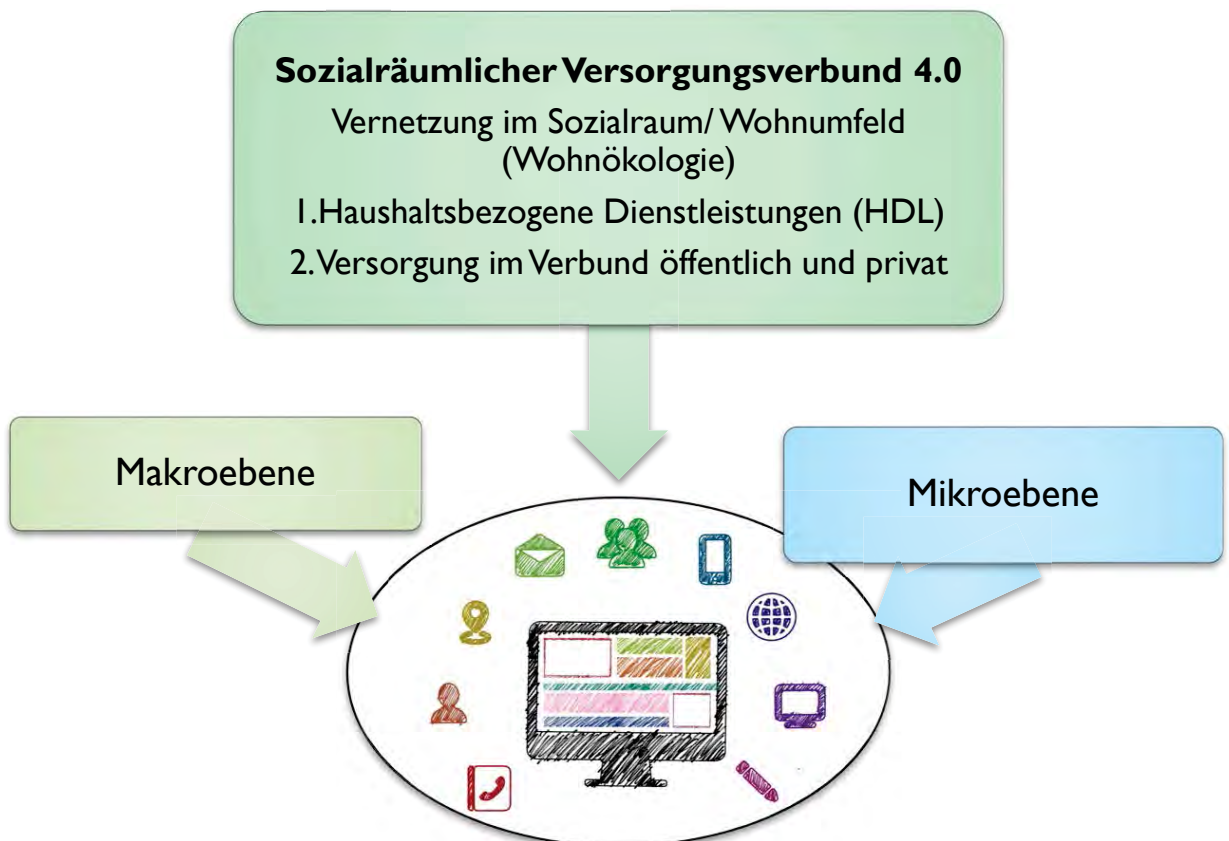 Sozialräumlicher Versorgungsverbund 4.0
Vernetzung im Sozialraum/ Wohnumfeld
(Wohnökologie)
1.Haushaltsbezogene Dienstleistungen (HDL)
2. Versorgung im Verbund öffentlich und privat
Makroebene
Mikroebene